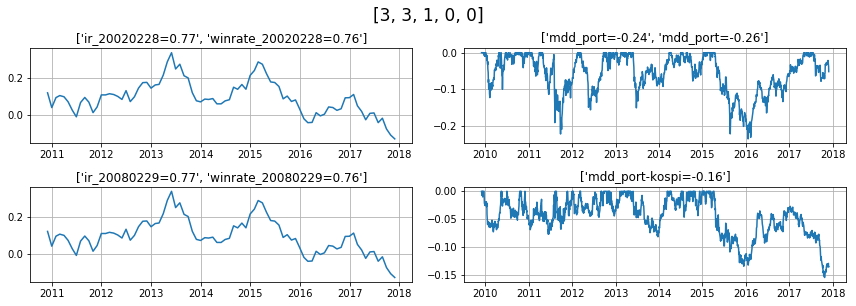 [3, 3, 1, 0, 0]
['ir_20020228=0.77', 'winrate_20020228=0.76']
0.2
0.0
2011 2012 2013 2014 2015 2016 2017 2018
['mdd_port=-0.24', 'mdd_port=-0.26']
0.0
−0.1
−0.2
2010 2011 2012 2013 2014 2015 2016 2017 2018
['ir_20080229=0.77', 'winrate_20080229=0.76']
0.2
0.0
2011 2012 2013 2014 2015 2016 2017 2018
['mdd_port-kospi=-0.16']
0.00
−0.05
−0.10
−0.15
2010 2011 2012 2013 2014 2015 2016 2017 2018